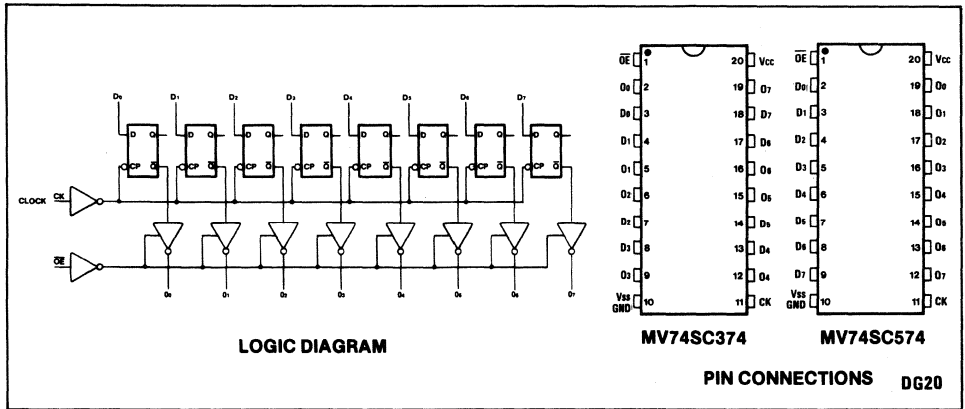 D0 D1 D2 D3 D4 D5 D6 D7
D Q D Q D Q D Q D Q D Q D Q D Q
CP Q̅ CP Q̅ CP Q̅ CP Q̅ CP Q̅ CP Q̅ CP Q̅ CP Q̅
CLOCK CK
O̅E̅
O0 O1 O2 O3 O4 O5 O6 O7
LOGIC DIAGRAM
O̅E̅ 1 20 Vcc
O0 2 19 O7
D0 3 18 D7
D1 4 17 D6
O1 5 16 O6
O2 6 15 O5
D2 7 14 D5
D3 8 13 D4
O3 9 12 O4
Vss GND 10 11 CK
MV74SC374
O̅E̅ 1 20 Vcc
D0 2 19 O0
D1 3 18 O1
D2 4 17 O2
D3 5 16 O3
D4 6 15 O4
D5 7 14 O5
D6 8 13 O6
D7 9 12 O7
Vss GND 10 11 CK
MV74SC574
PIN CONNECTIONS DG20